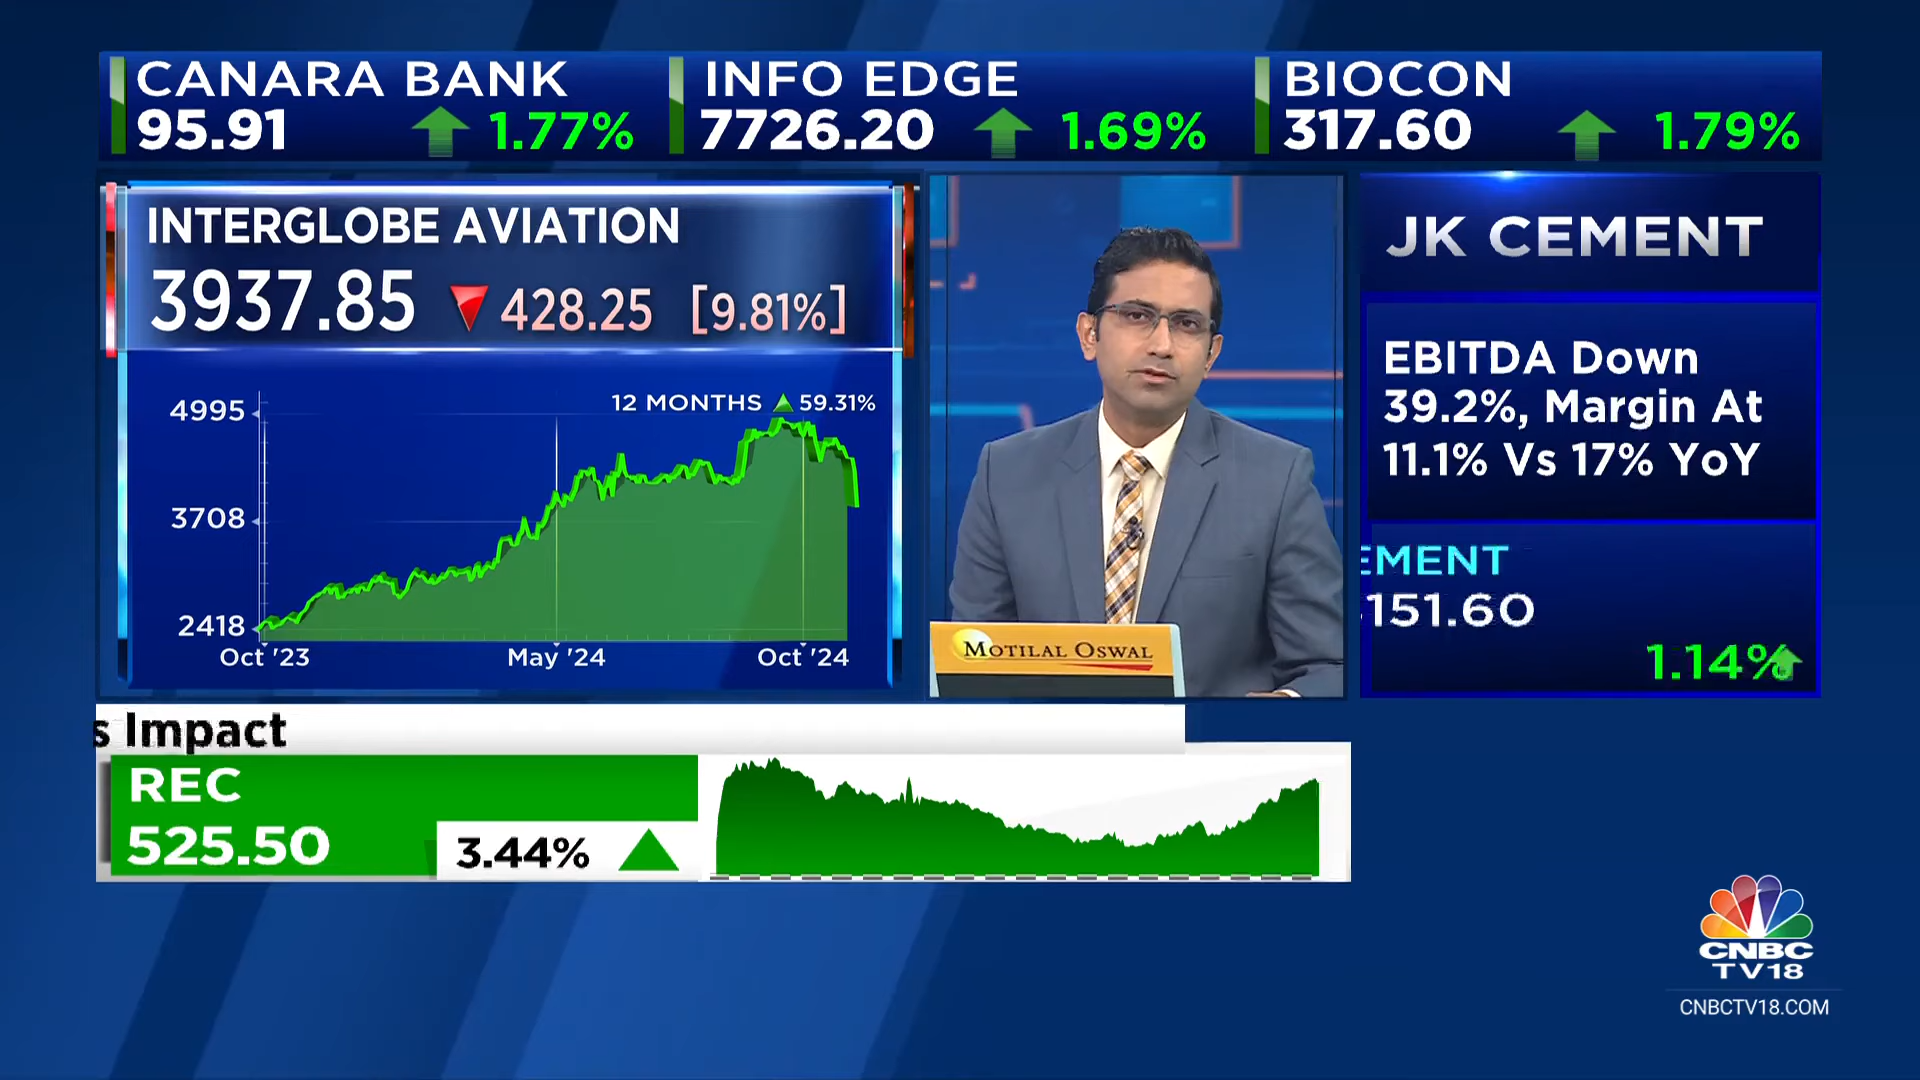 CANARA BANK
95.91 1.77%
INFO EDGE
7726.20 1.69%
BIOCON
317.60 1.79%
INTERGLOBE AVIATION
3937.85 428.25 [9.81%]
12 MONTHS 59.31%
4995
3708
2418
Oct '23 May '24 Oct '24
MOTILAL OSWAL
JK CEMENT
EBITDA Down
39.2%, Margin At
11.1% Vs 17% YoY
EMENT
151.60
1.14%
s Impact
REC
525.50
3.44%
CNBC
TV18
CNBCTV18.COM